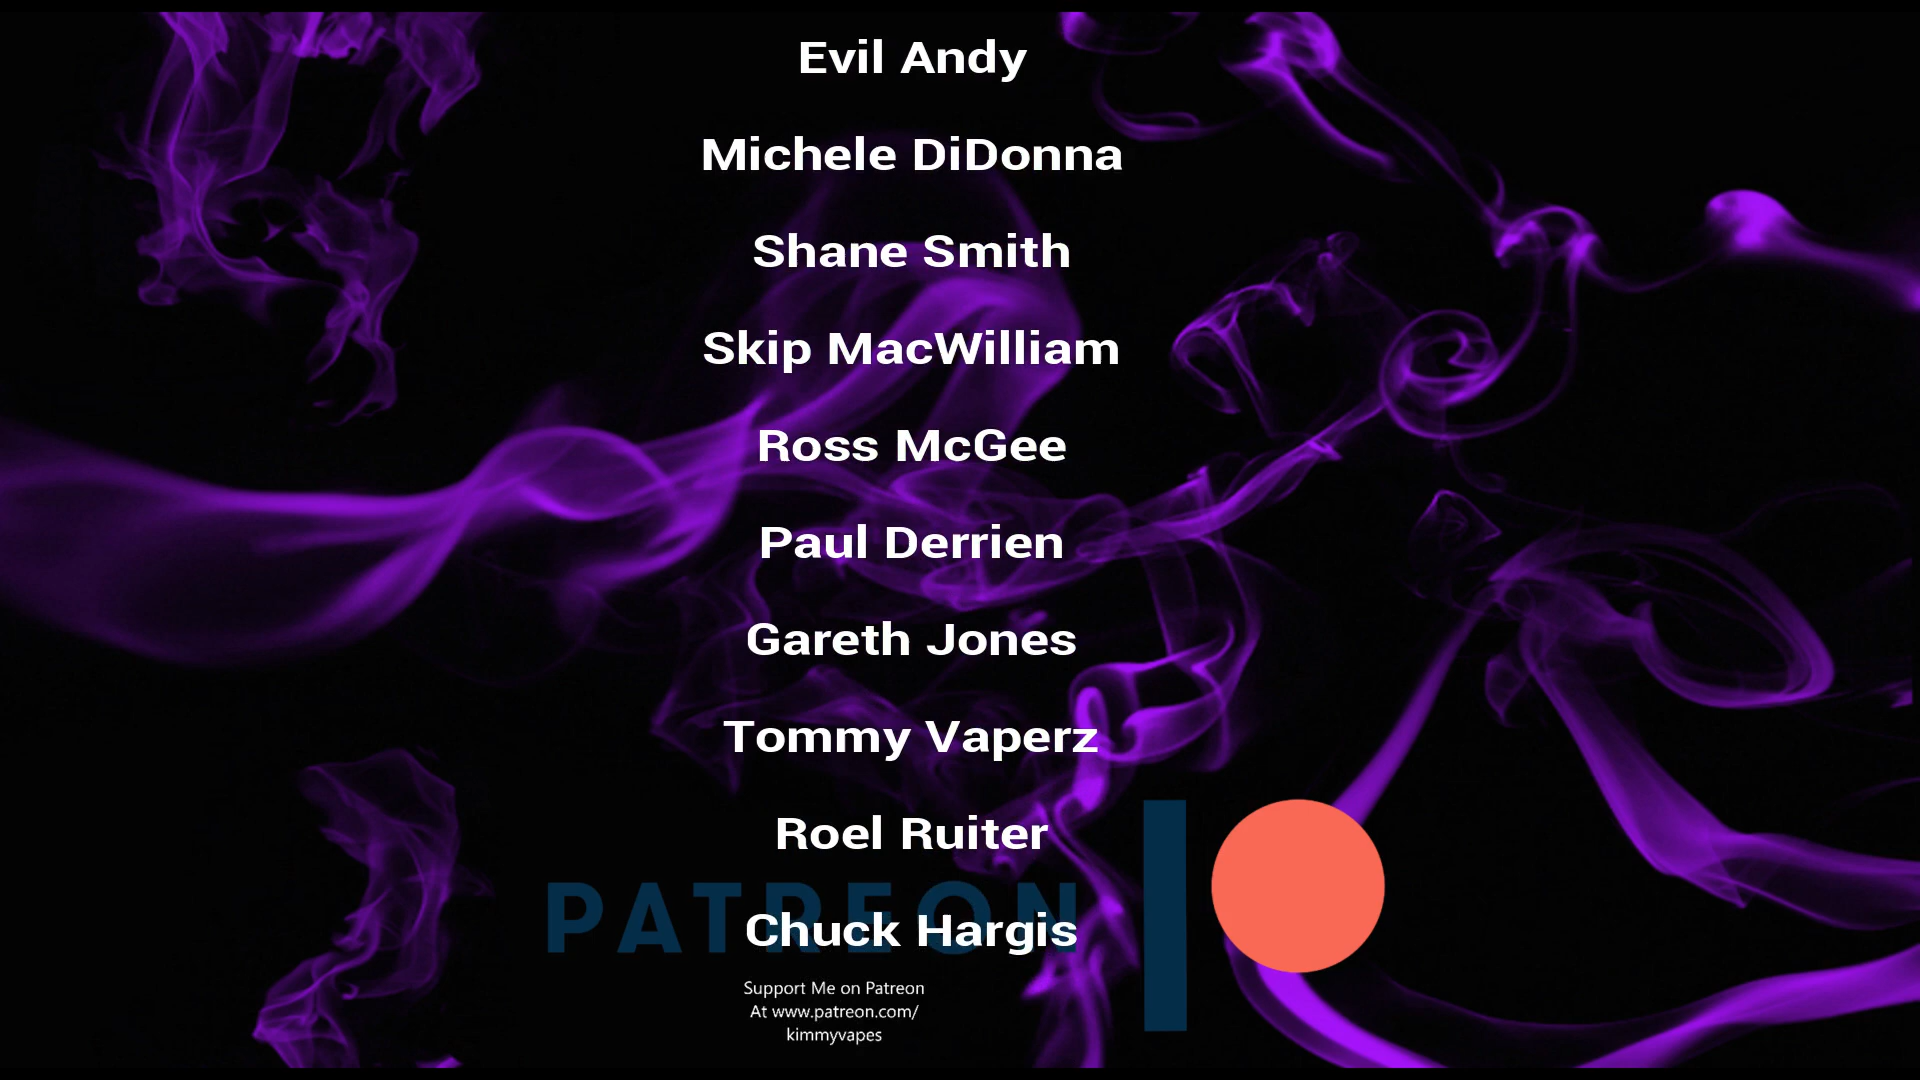 Evil Andy
Michele DiDonna
Shane Smith
Skip MacWilliam
Ross McGee
Paul Derrien
Gareth Jones
Tommy Vaperz
Roel Ruiter
PATREON
Chuck Hargis
Support Me on Patreon
At www.patreon.com/
kimmyvapes